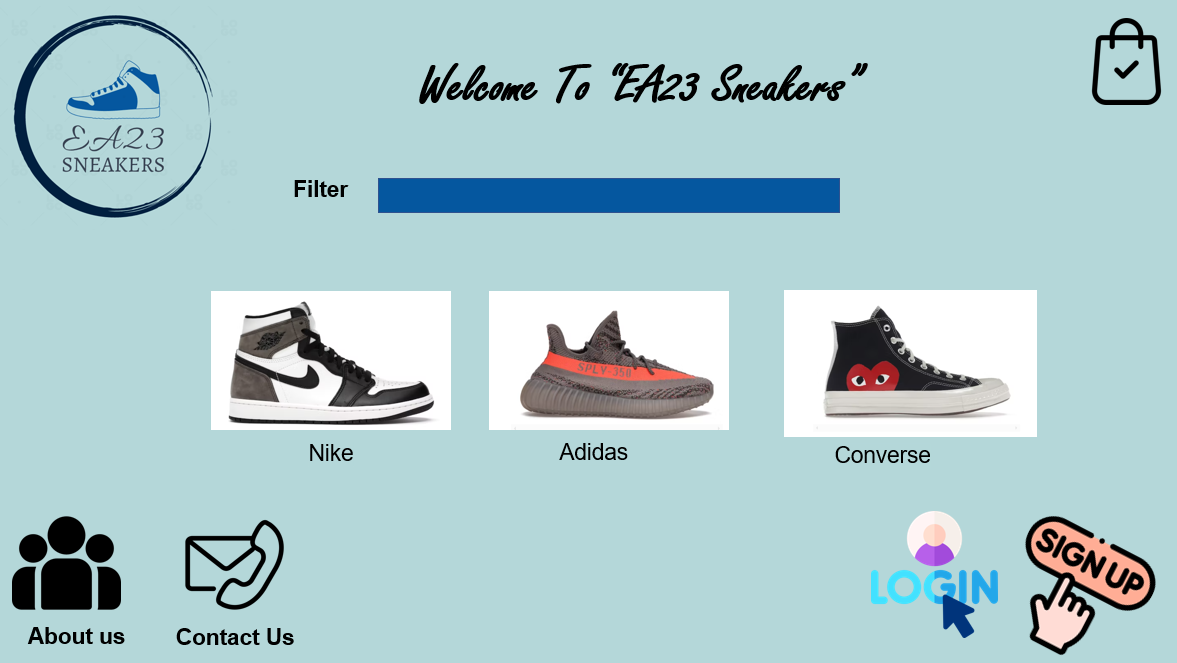 Welcome To “EA23 Sneakers”
EA23
SNEAKERS
Filter
SPLY 350
Nike
Adidas
Converse
LOGIN
SIGN UP
About us
Contact Us